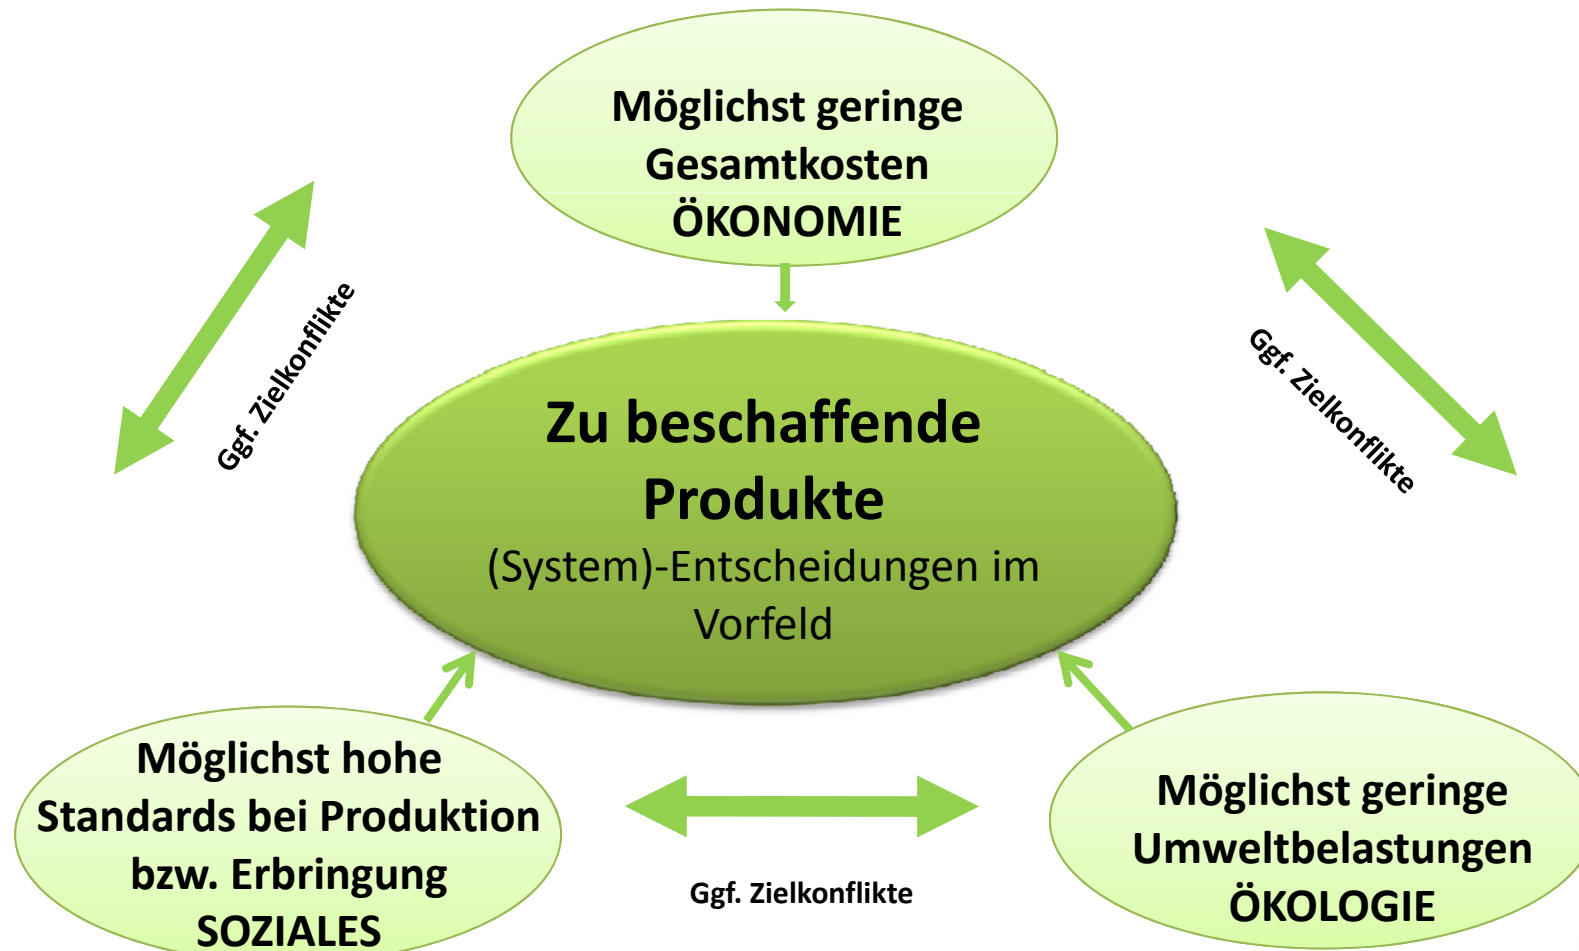 Möglichst geringe
Gesamtkosten
ÖKONOMIE
Ggf. Zielkonflikte
Ggf. Zielkonflikte
Zu beschaffende
Produkte
(System)-Entscheidungen im
Vorfeld
Möglichst hohe
Standards bei Produktion
bzw. Erbringung
SOZIALES
Ggf. Zielkonflikte
Möglichst geringe
Umweltbelastungen
ÖKOLOGIE